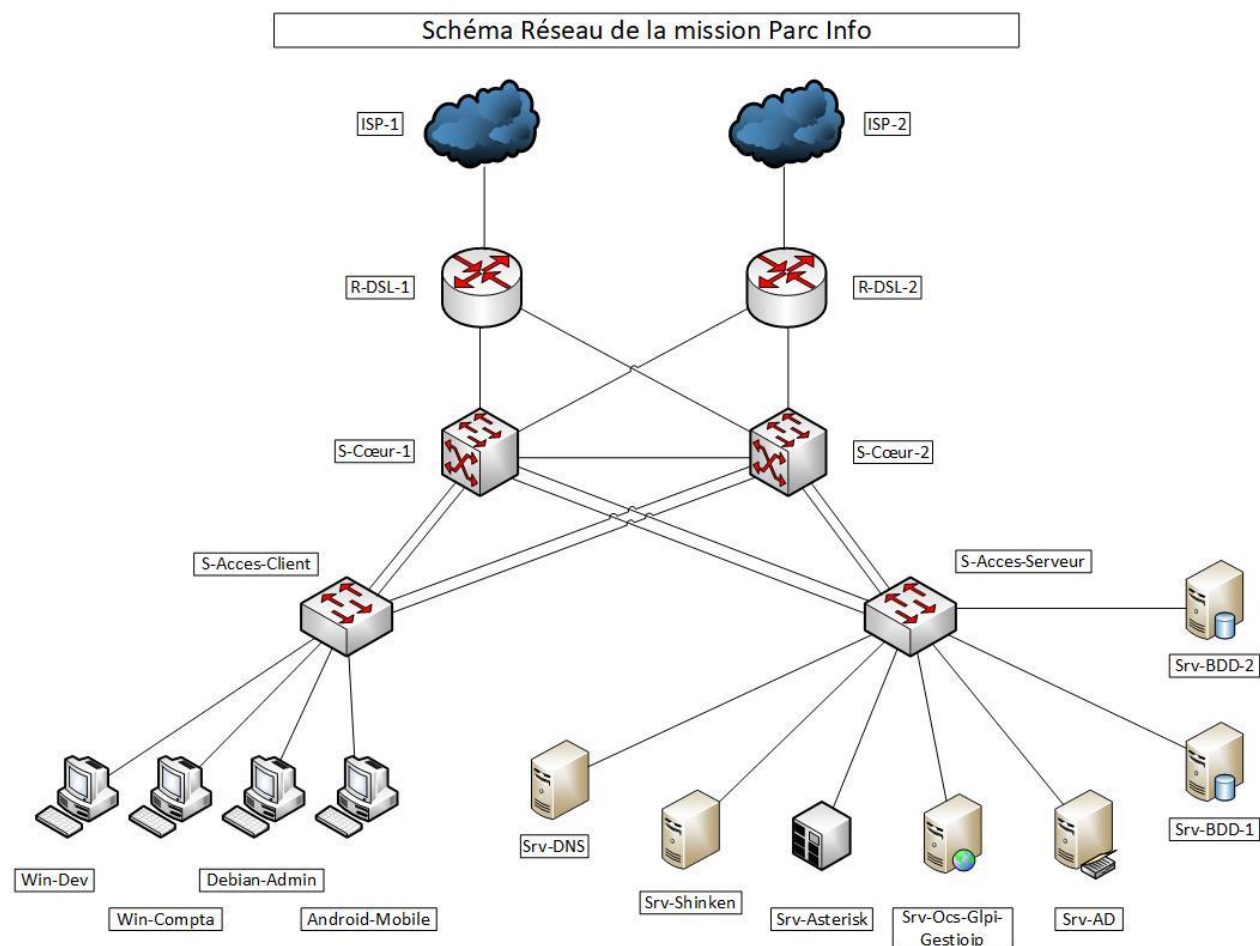 Schéma Réseau de la mission Parc Info
ISP-1
ISP-2
R-DSL-1
R-DSL-2
S-Cœur-1
S-Cœur-2
S-Acces-Client
S-Acces-Serveur
Srv-BDD-2
Srv-BDD-1
Srv-DNS
Win-Dev
Debian-Admin
Srv-Shinken
Win-Compta
Android-Mobile
Srv-Asterisk
Srv-Ocs-Glpi-
Gestioip
Srv-AD